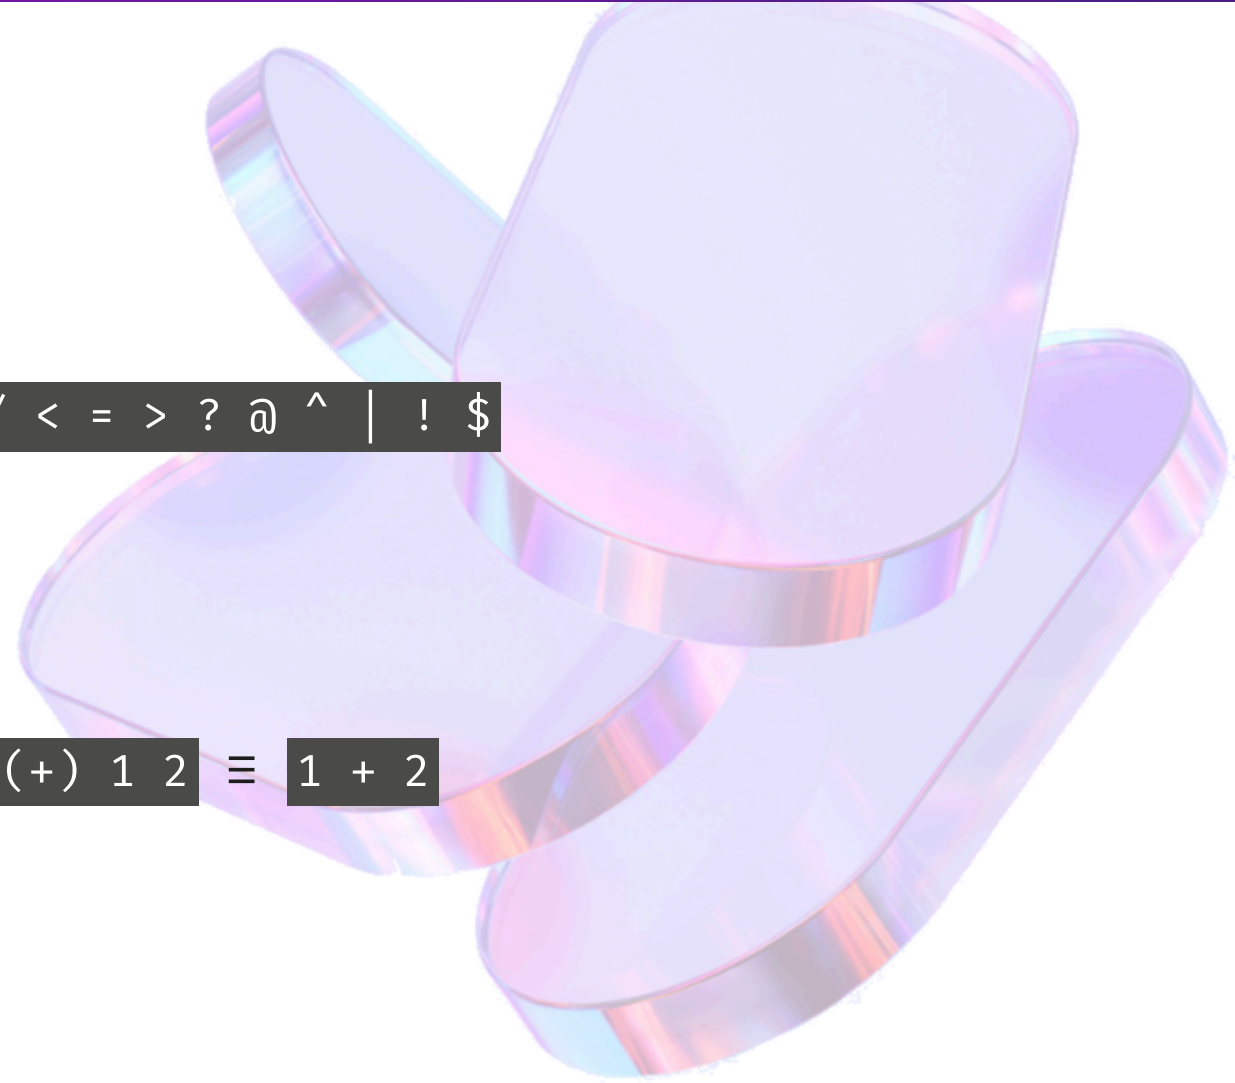 / < = > ? @ ^ | ! $
(+) 1 2 ≡ 1 + 2